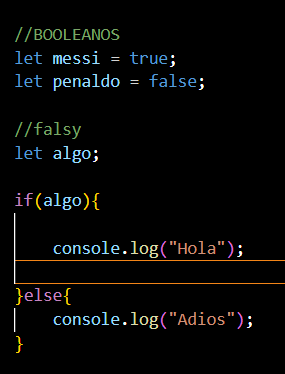 //BOOLEANOS
let messi = true;
let penaldo = false;
//falsy
let algo;
if(algo){
console.log("Hola");
}else{
console.log("Adios");
}